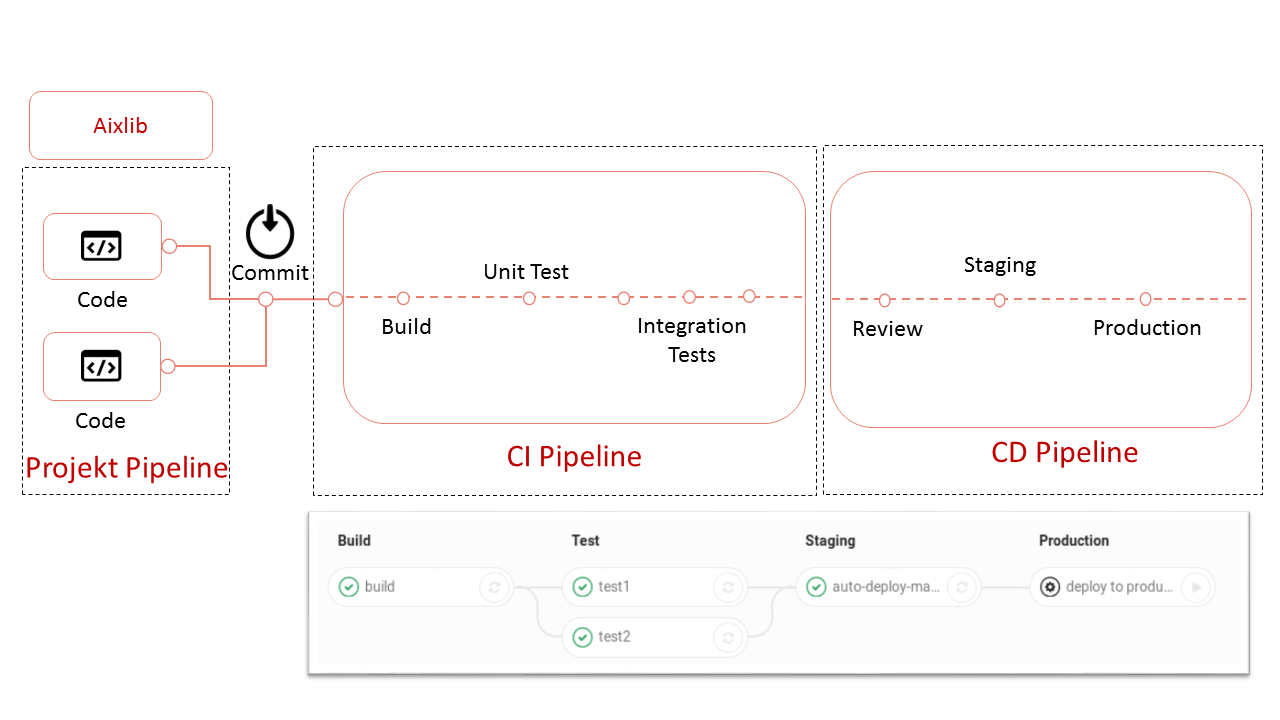 Aixlib
</>
Code
</>
Code
Projekt Pipeline
Commit
Unit Test
Build
Integration
Tests
CI Pipeline
Staging
Review
Production
CD Pipeline
Build
Test
Staging
Production
build
test1
auto-deploy-ma...
deploy to produ...
test2